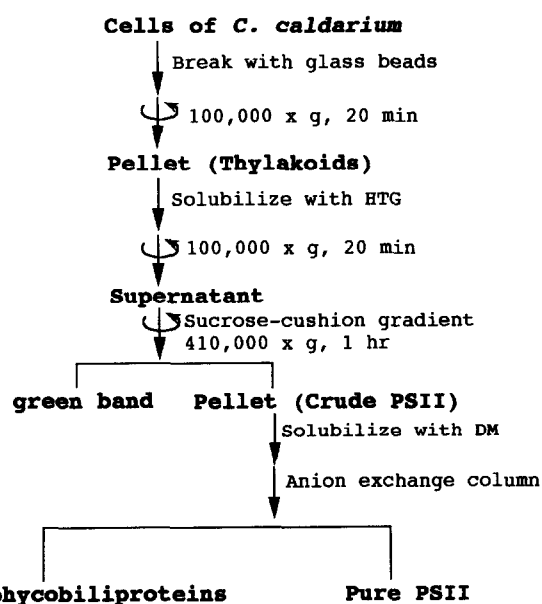 Cells of C. caldarium
Break with glass beads
100,000 x g, 20 min
Pellet (Thylakoids)
Solubilize with HTG
100,000 x g, 20 min
Supernatant
Sucrose-cushion gradient
410,000 x g, 1 hr
green band Pellet (Crude PSII)
Solubilize with DM
Anion exchange column
phycobiliproteins Pure PSII